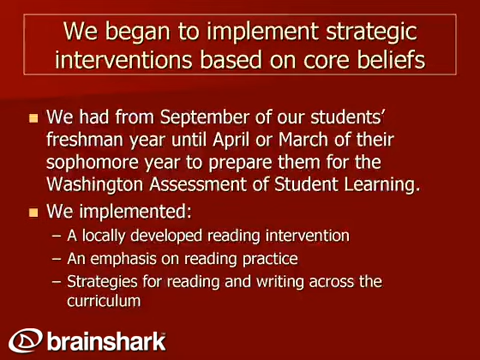 We began to implement strategic
interventions based on core beliefs
We had from September of our students'
freshman year until April or March of their
sophomore year to prepare them for the
Washington Assessment of Student Learning.
We implemented:
– A locally developed reading intervention
– An emphasis on reading practice
– Strategies for reading and writing across the
curriculum
brainshark